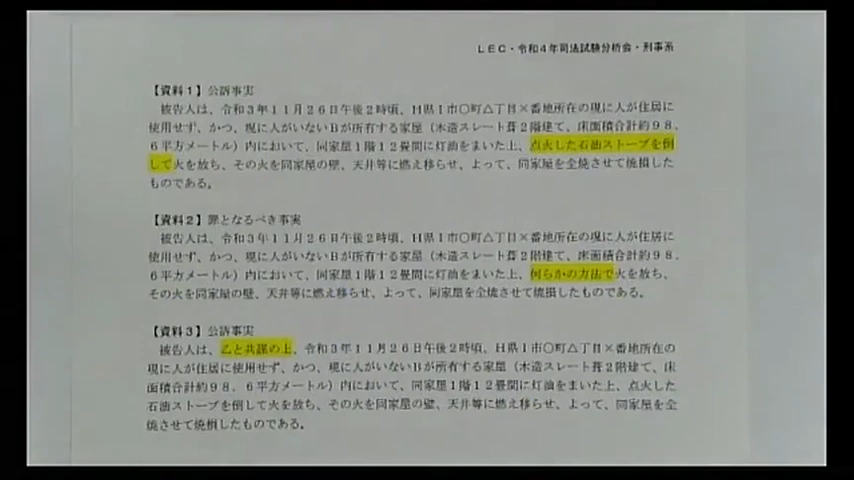 LEC・令和4年司法試験分析会・刑事系
【資料1】公訴事実
被告人は、令和3年11月26日午後2時頃、H県I市〇町△丁目×番地所在の現に人が住居に
使用せず、かつ、現に人がいないBが所有する家屋（木造スレート葺2階建て、床面積合計約98．
6平方メートル）内において、同家屋1階12畳間に灯油をまいた上、点火した石油ストーブを倒
して火を放ち、その火を同家屋の壁、天井等に燃え移らせ、よって、同家屋を全焼させて焼損したも
ものである。
【資料2】罪となるべき事実
被告人は、令和3年11月26日午後2時頃、H県I市〇町△丁目×番地所在の現に人が住居に
使用せず、かつ、現に人がいないBが所有する家屋（木造スレート葺2階建て、床面積合計約98．
6平方メートル）内において、同家屋1階12畳間に灯油をまいた上、何らかの方法で火を放ち、
その火を同家屋の壁、天井等に燃え移らせ、よって、同家屋を全焼させて焼損したものである。
【資料3】公訴事実
被告人は、乙と共謀の上、令和3年11月26日午後2時頃、H県I市〇町△丁目×番地所在の
現に人が住居に使用せず、かつ、現に人がいないBが所有する家屋（木造スレート葺2階建て、床
面積合計約98．6平方メートル）内において、同家屋1階12畳間に灯油をまいた上、点火した
石油ストーブを倒して火を放ち、その火を同家屋の壁、天井等に燃え移らせ、よって、同家屋を全
焼させて焼損したものである。